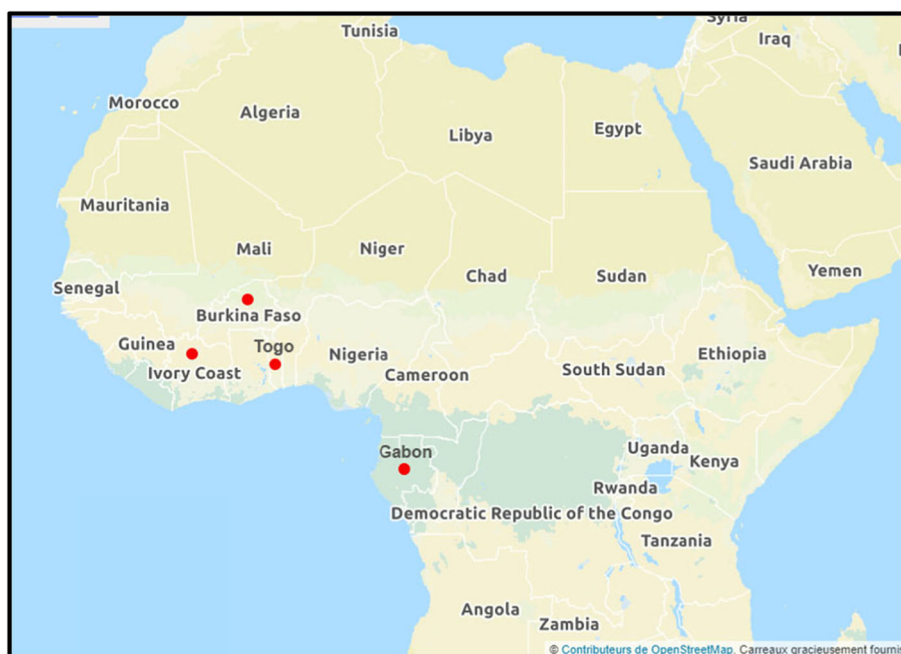 Tunisia
Syria
Iraq
Morocco
Algeria
Libya
Egypt
Saudi Arabia
Mauritania
Mali
Niger
Chad
Sudan
Yemen
Senegal
Burkina Faso
Guinea
Togo
Nigeria
Ivory Coast
Cameroon
South Sudan
Ethiopia
Gabon
Uganda
Kenya
Rwanda
Democratic Republic of the Congo
Tanzania
Angola
Zambia
© Contributeurs de OpenStreetMap. Carreaux gracieusement fournis